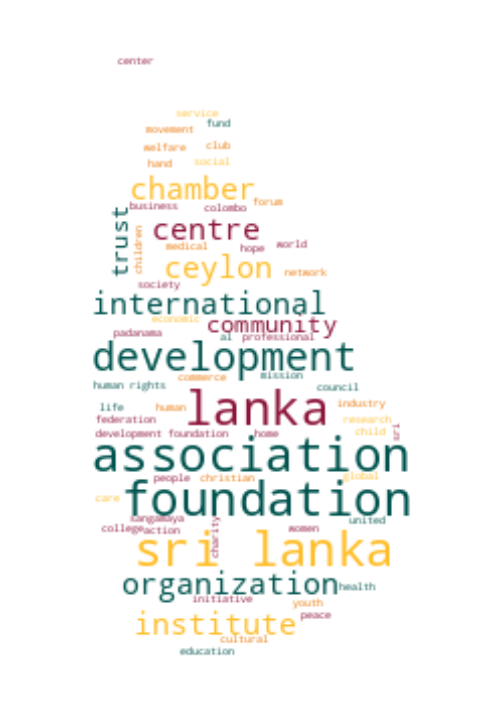 center
service
movement fund
welfare club
hand social
chamber
business colombo forum
trust children centre
medical hope world
ceylon network
society
international
economic community
padanama al professional
development
human rights commerce mission council
life human lanka industry
federation research
development foundation home child sri
association
people christian global
care foundation
sangamaya charity women united
college action
sri lanka
organization health
initiative youth
institute peace
cultural
education